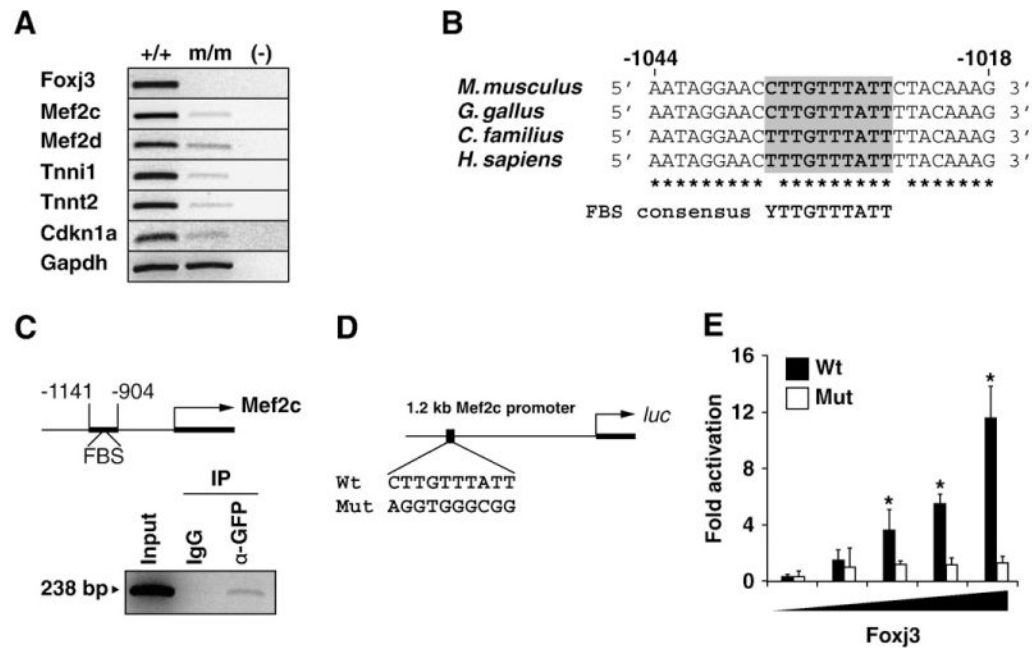 A
+/+ m/m (-)
Foxj3
Mef2c
Mef2d
Tnni1
Tnnt2
Cdkn1a
Gapdh
B
-1044 -1018
M. musculus 5′ AATAGGAACCTTGTTTATTCTACAAAG 3′
G. gallus 5′ AATAGGAACCTTGTTTATTTTACAAAG 3′
C. familius 5′ AATAGGAACTTTGTTTATTTTACAAAG 3′
H. sapiens 5′ AATAGGAACTTTGTTTATTTTACAAAG 3′
********* ********* *******
FBS consensus YTTGTTTATT
C
-1141 -904
Mef2c
FBS
IP
Input
IgG
α-GFP
238 bp
D
1.2 kb Mef2c promoter
luc
Wt CTTGTTTATT
Mut AGGTGGGCGG
E
Fold activation
16
12
8
4
0
Wt
Mut
* * *
Foxj3